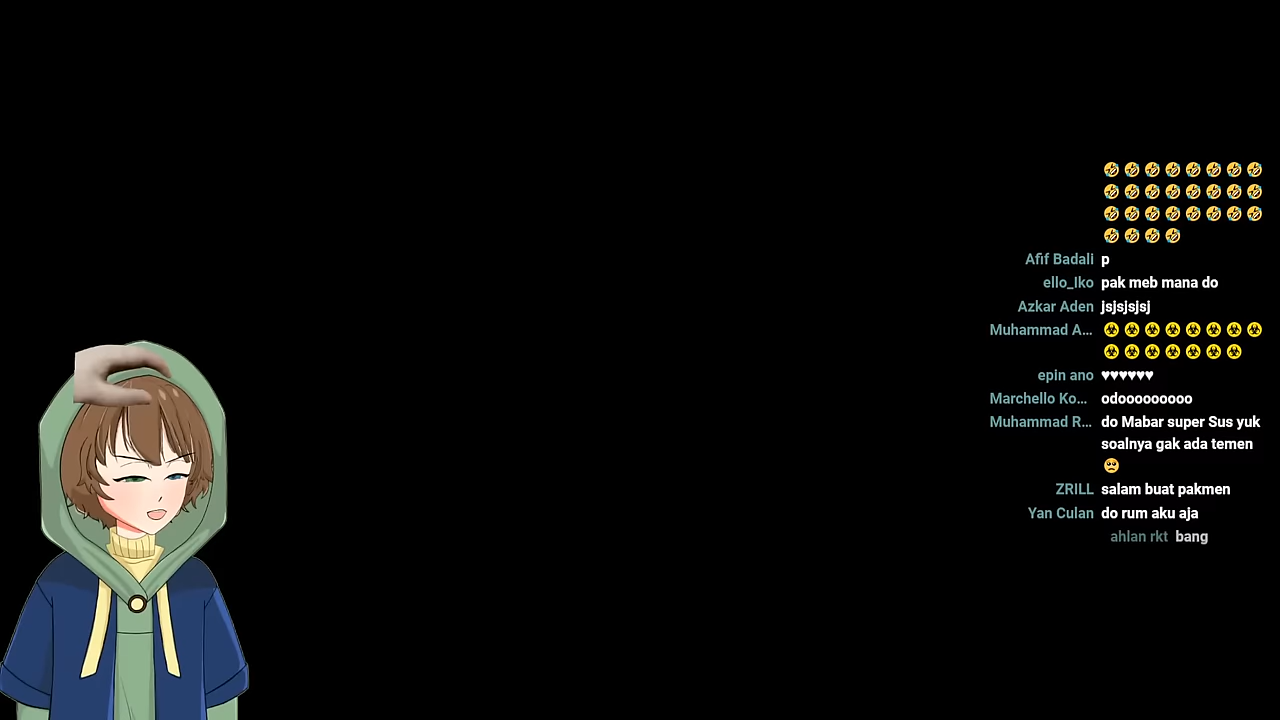 🤣🤣🤣🤣🤣🤣🤣🤣
🤣🤣🤣🤣🤣🤣🤣🤣
🤣🤣🤣🤣🤣🤣🤣🤣
🤣🤣🤣🤣
Afif Badali p
ello_Iko pak meb mana do
Azkar Aden jsjsjsjsj
Muhammad A... ☣☣☣☣☣☣☣☣
☣☣☣☣☣☣☣
epin ano ♥♥♥♥♥♥
Marchello Ko... odooooooooo
Muhammad R... do Mabar super Sus yuk
soalnya gak ada temen
🥺
ZRILL salam buat pakmen
Yan Culan do rum aku aja
ahlan rkt bang